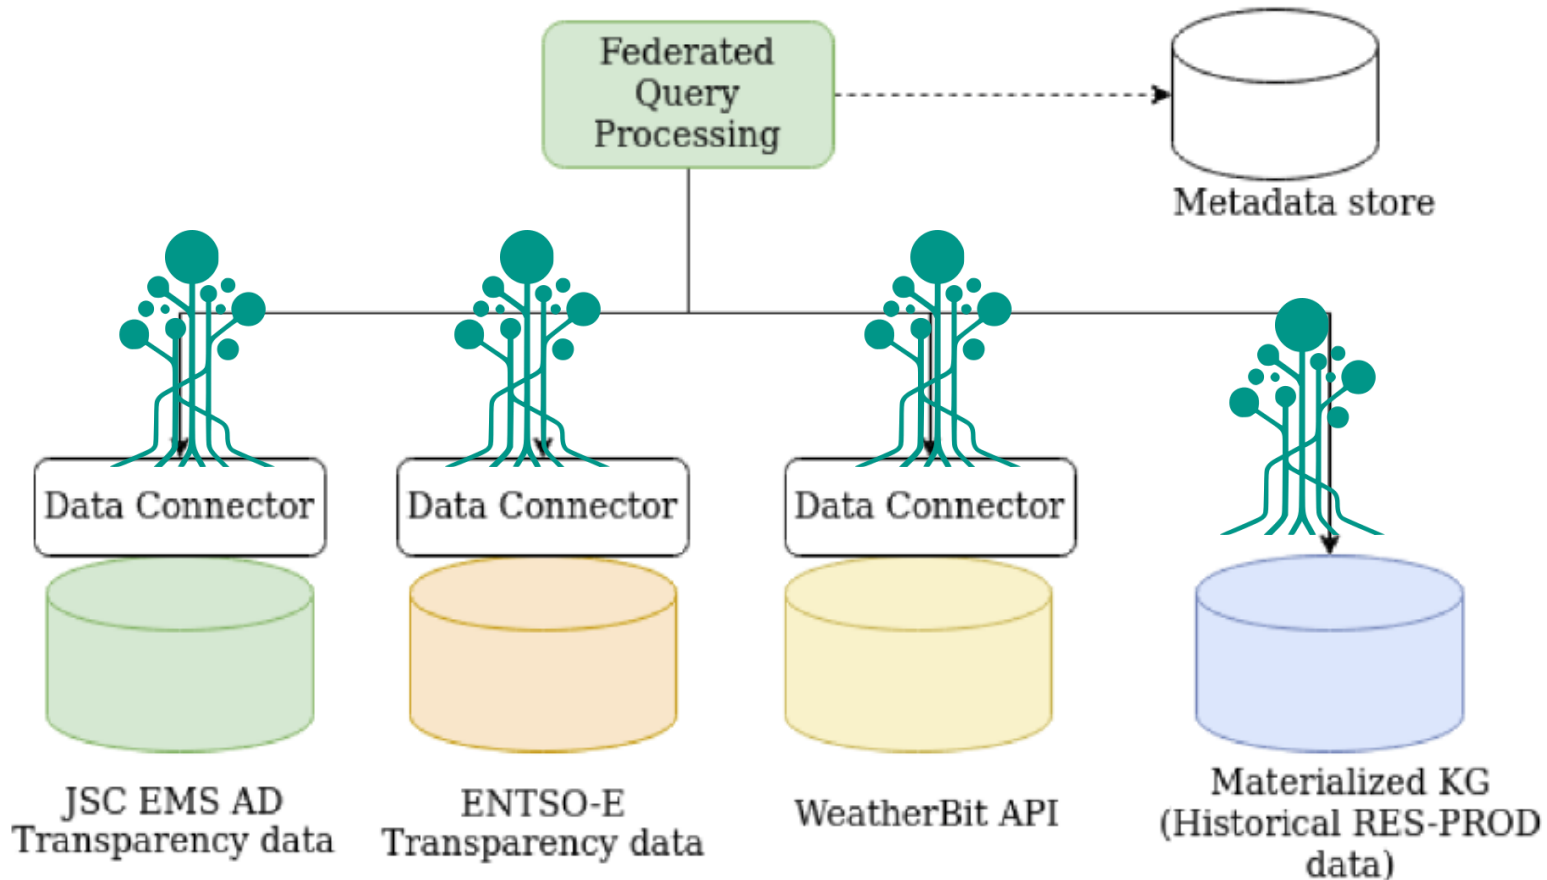 Federated
Query
Processing
Metadada store
Data Connector
Data Connector
Data Connector
JSC EMS AD
Transparency data
ENTSO-E
Transparency data
WeatherBit API
Materialized KG
(Historical RES-PROD
data)